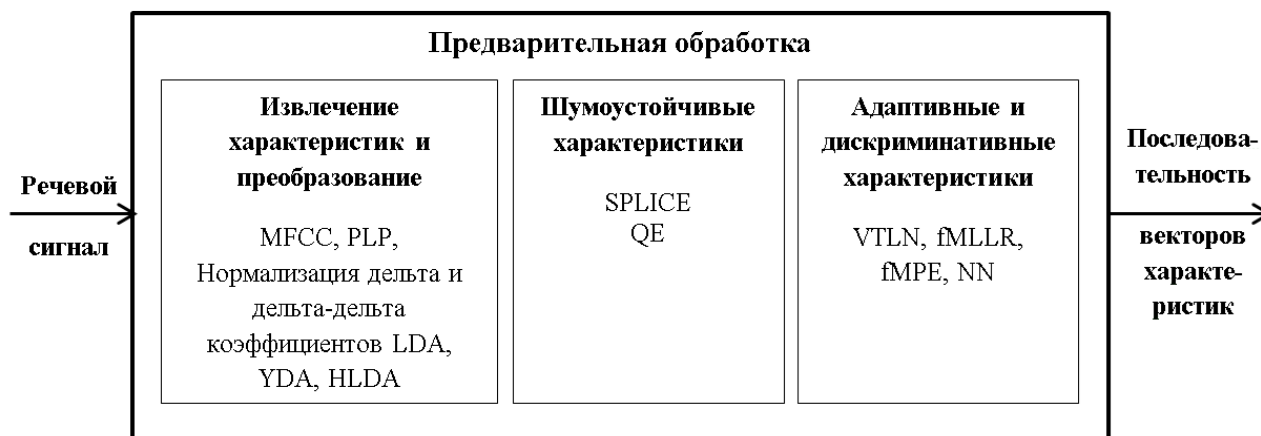 Предварительная обработка
Речевой
сигнал
Извлечение
характеристик и
преобразование
MFCC, PLP,
Нормализация дельта и
дельта-дельта
коэффициентов LDA,
YDA, HLDA
Шумоустойчивые
характеристики
SPLICE
QE
Адаптивные и
дискриминативные
характеристики
VTLN, fMLLR,
fMPE, NN
Последова-
тельность
векторов
характе-
ристик